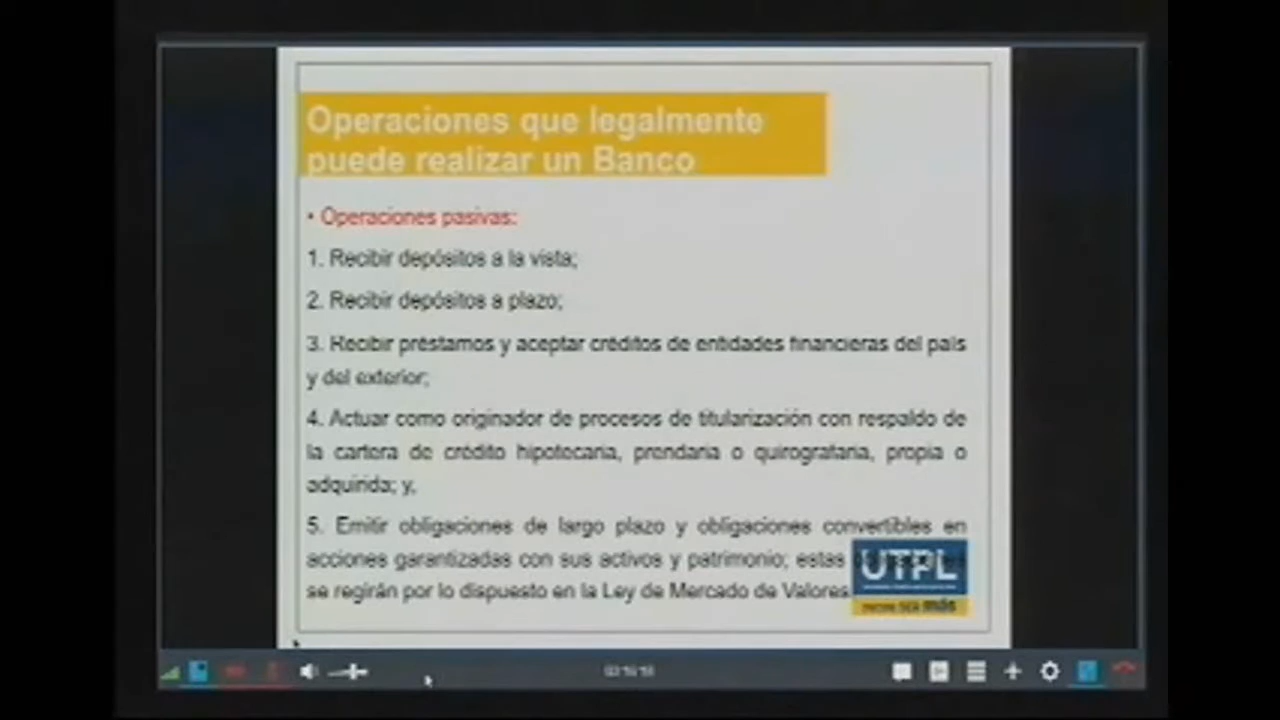 Operaciones que legalmente
puede realizar un Banco
• Operaciones pasivas:
1. Recibir depósitos a la vista;
2. Recibir depósitos a plazo;
3. Recibir préstamos y aceptar créditos de entidades financieras del país
y del exterior;
4. Actuar como originador de procesos de titularización con respaldo de
la cartera de crédito hipotecaria, prendaria o quirografaria, propia o
adquirida; y,
5. Emitir obligaciones de largo plazo y obligaciones convertibles en
acciones garantizadas con sus activos y patrimonio; estas
se regirán por lo dispuesto en la Ley de Mercado de Valores.
UTPL
más